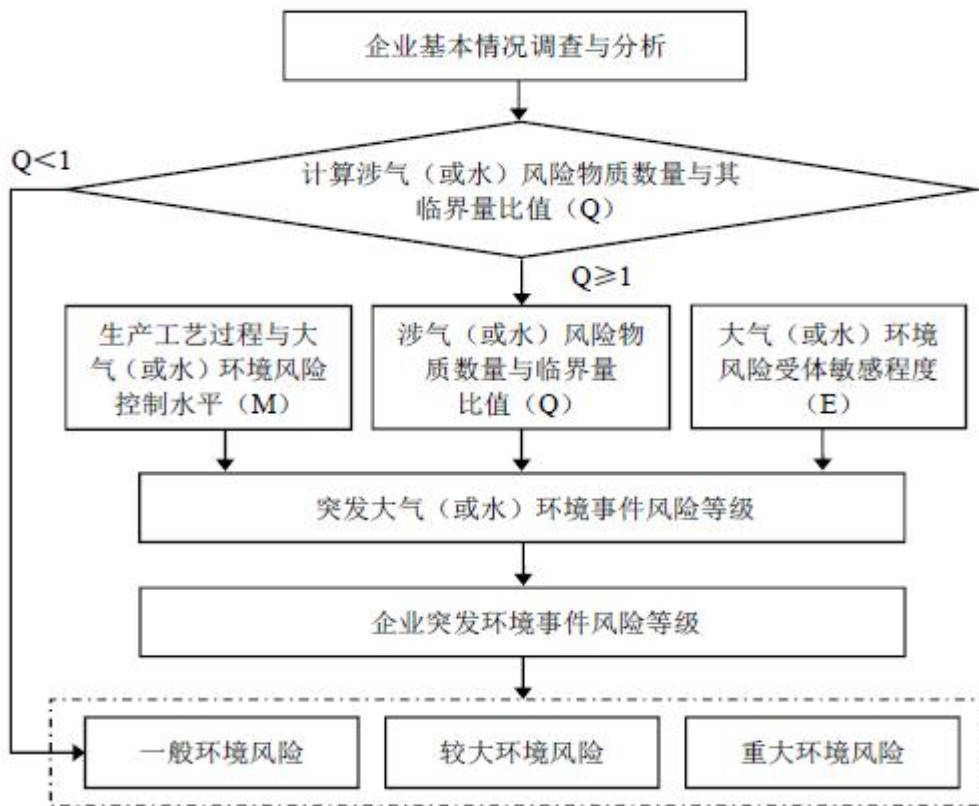 企业基本情况调查与分析
Q<1
计算涉气（或水）风险物质数量与其
临界量比值（Q）
Q≥1
生产工艺过程与大
气（或水）环境风险
控制水平（M）
涉气（或水）风险物
质数量与临界量
比值（Q）
大气（或水）环境
风险受体敏感程度
（E）
突发大气（或水）环境事件风险等级
企业突发环境事件风险等级
一般环境风险
较大环境风险
重大环境风险